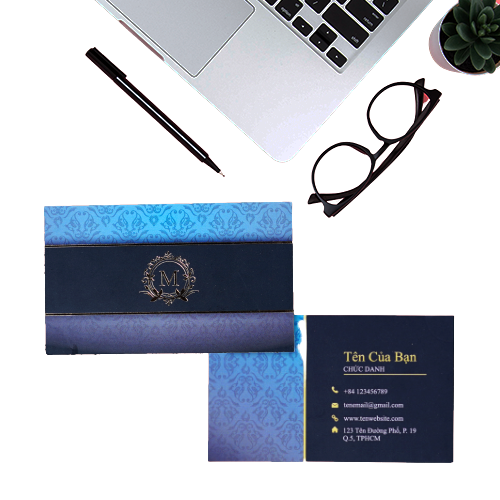 M
Tên Của Bạn
CHỨC DANH
+84 123456789
tenemail@gmail.com
www.tenwebsite.com
123 Tên Đường Phố, P. 19
Q.5, TPHCM